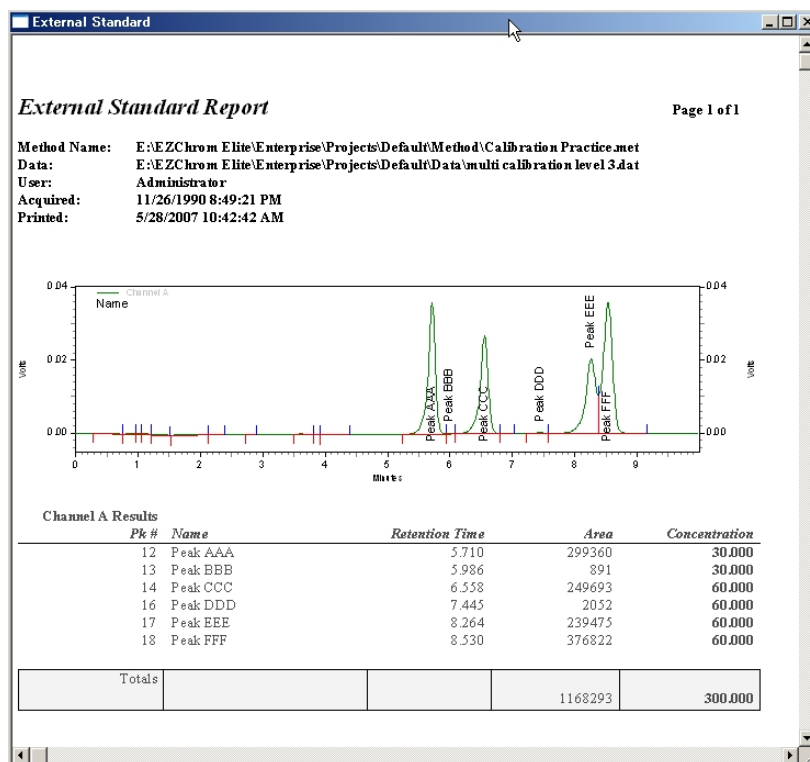 External Standard
External Standard Report
Page 1 of 1
Method Name: E:\EZChrom Elite\Enterprise\Projects\Default\Method\Calibration Practice.met
Data: E:\EZChrom Elite\Enterprise\Projects\Default\Data\multi calibration level 3.dat
User: Administrator
Acquired: 11/26/1990 8:49:21 PM
Printed: 5/28/2007 10:42:42 AM
Channel A
Name
0.04 0.04
0.02 0.02
0.00 0.00
Volts
Volts
Peak AAA
Peak BBB
Peak CCC
Peak DDD
Peak EEE
Peak FFF
0 1 2 3 4 5 6 7 8 9
Minutes
Channel A Results
Pk # Name Retention Time Area Concentration
12 Peak AAA 5.710 299360 30.000
13 Peak BBB 5.986 891 30.000
14 Peak CCC 6.558 249693 60.000
16 Peak DDD 7.445 2052 60.000
17 Peak EEE 8.264 239475 60.000
18 Peak FFF 8.530 376822 60.000
Totals
1168293 300.000